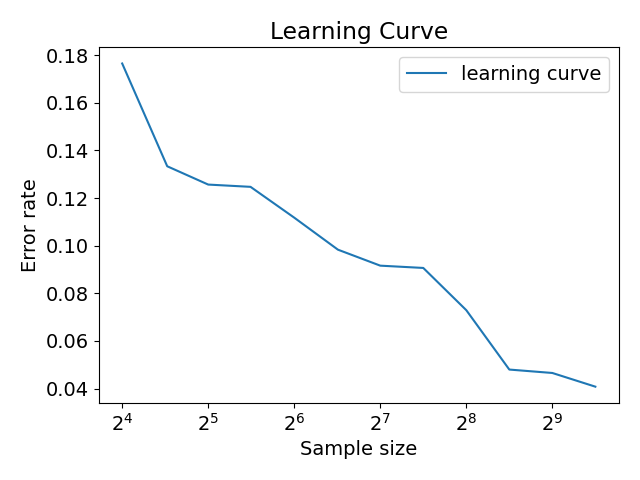 Learning Curve
learning curve
Error rate
0.18
0.16
0.14
0.12
0.10
0.08
0.06
0.04
2⁴ 2⁵ 2⁶ 2⁷ 2⁸ 2⁹
Sample size